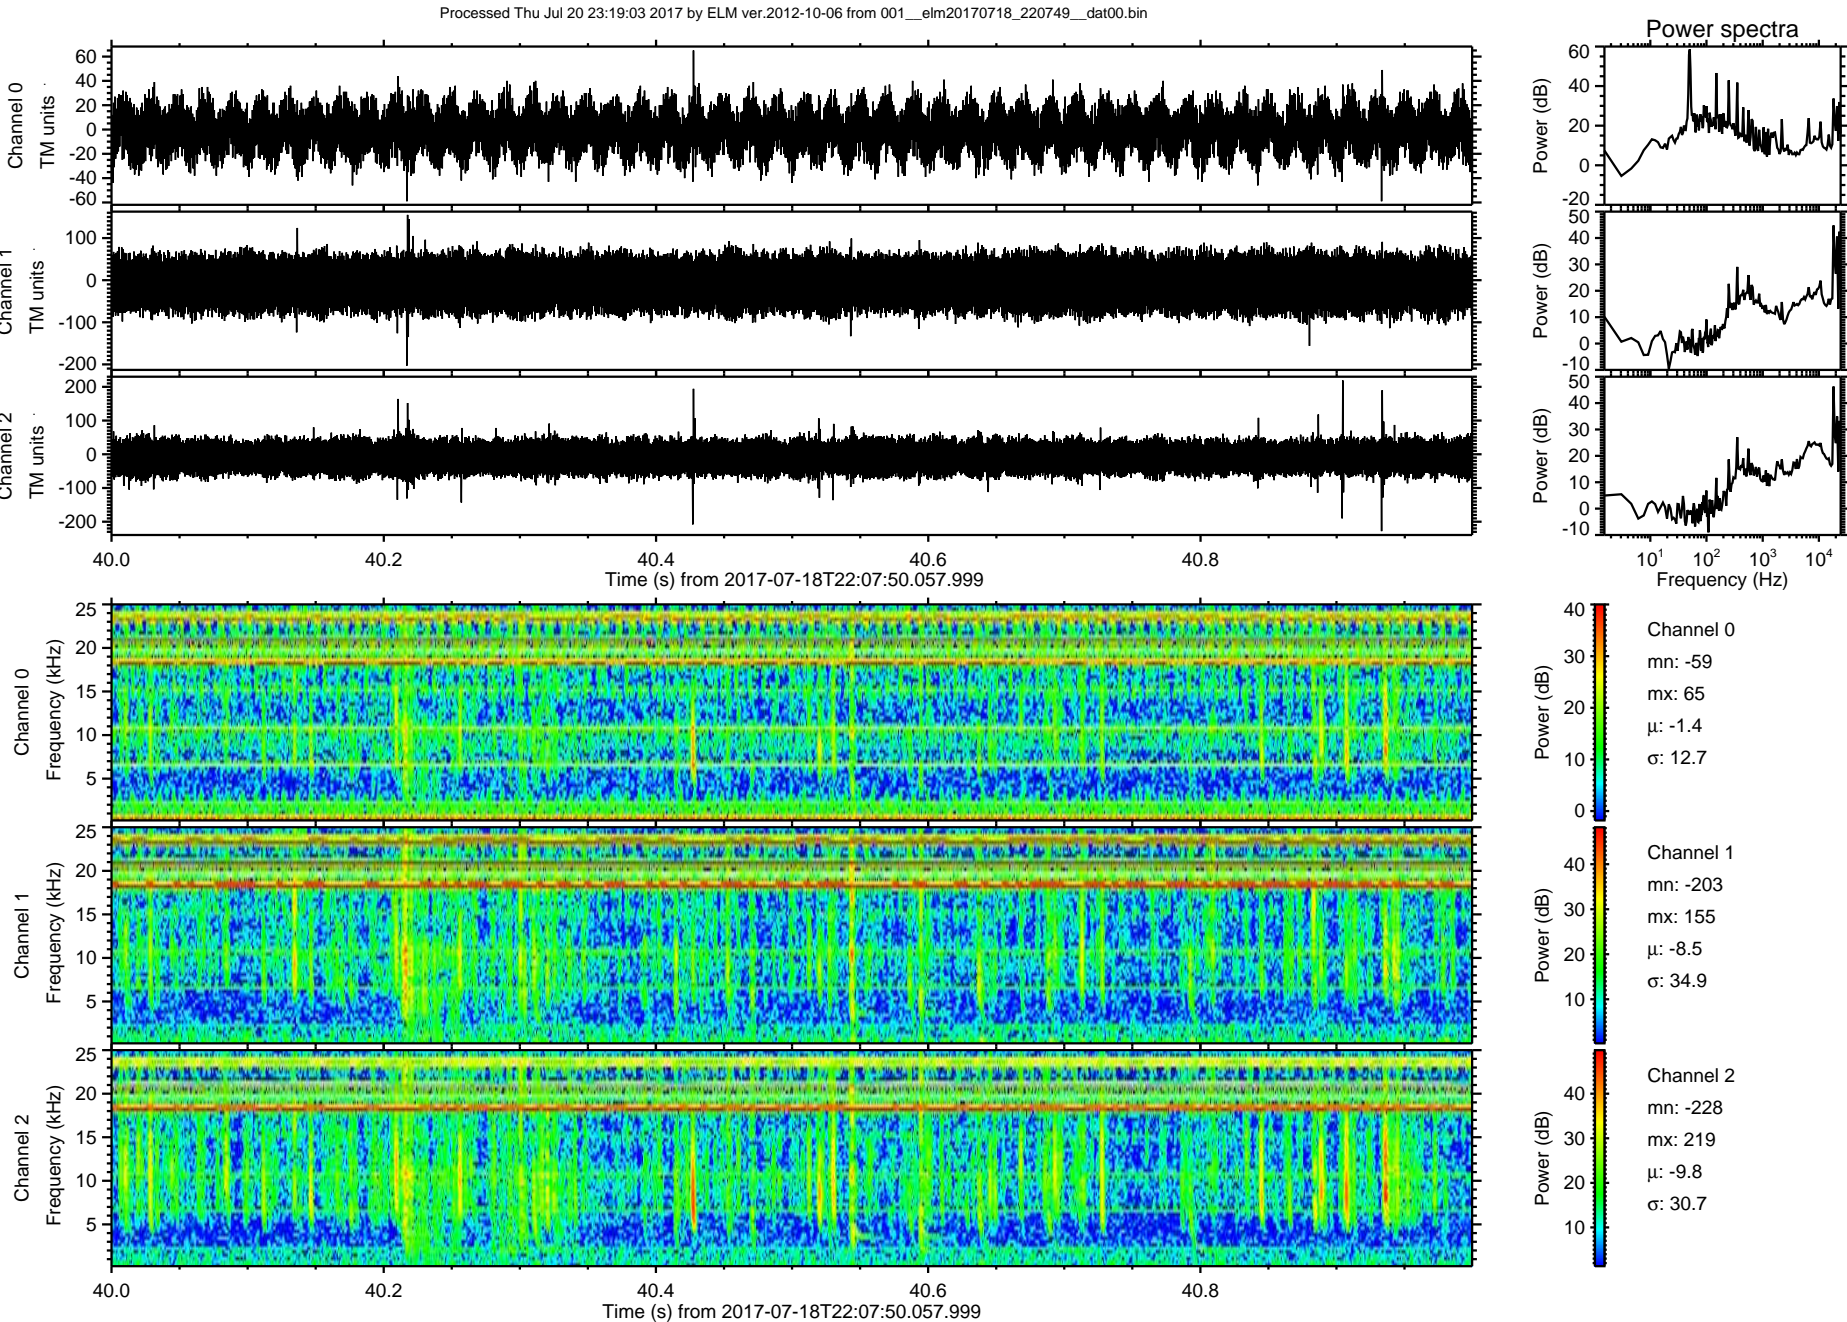 Processed Thu Jul 20 23:19:03 2017 by ELM ver.2012-10-06 from 001__elm20170718_220749__dat00.bin
Power spectra
Channel 0
TM units
60
40
20
0
-20
-40
-60
Power (dB)
60
40
20
0
-20
Channel 1
TM units
100
0
-100
-200
Power (dB)
50
40
30
20
10
0
-10
Channel 2
TM units
200
100
0
-100
-200
Power (dB)
50
40
30
20
10
0
-10
40.0 40.2 40.4 40.6 40.8
Time (s) from 2017-07-18T22:07:50.057.999
10^1 10^2 10^3 10^4
Frequency (Hz)
Channel 0
Frequency (kHz)
25
20
15
10
5
Power (dB)
40
30
20
10
0
Channel 0
mn: -59
mx: 65
μ: -1.4
σ: 12.7
Channel 1
Frequency (kHz)
25
20
15
10
5
Power (dB)
40
30
20
10
Channel 1
mn: -203
mx: 155
μ: -8.5
σ: 34.9
Channel 2
Frequency (kHz)
25
20
15
10
5
Power (dB)
40
30
20
10
Channel 2
mn: -228
mx: 219
μ: -9.8
σ: 30.7
40.0 40.2 40.4 40.6 40.8
Time (s) from 2017-07-18T22:07:50.057.999